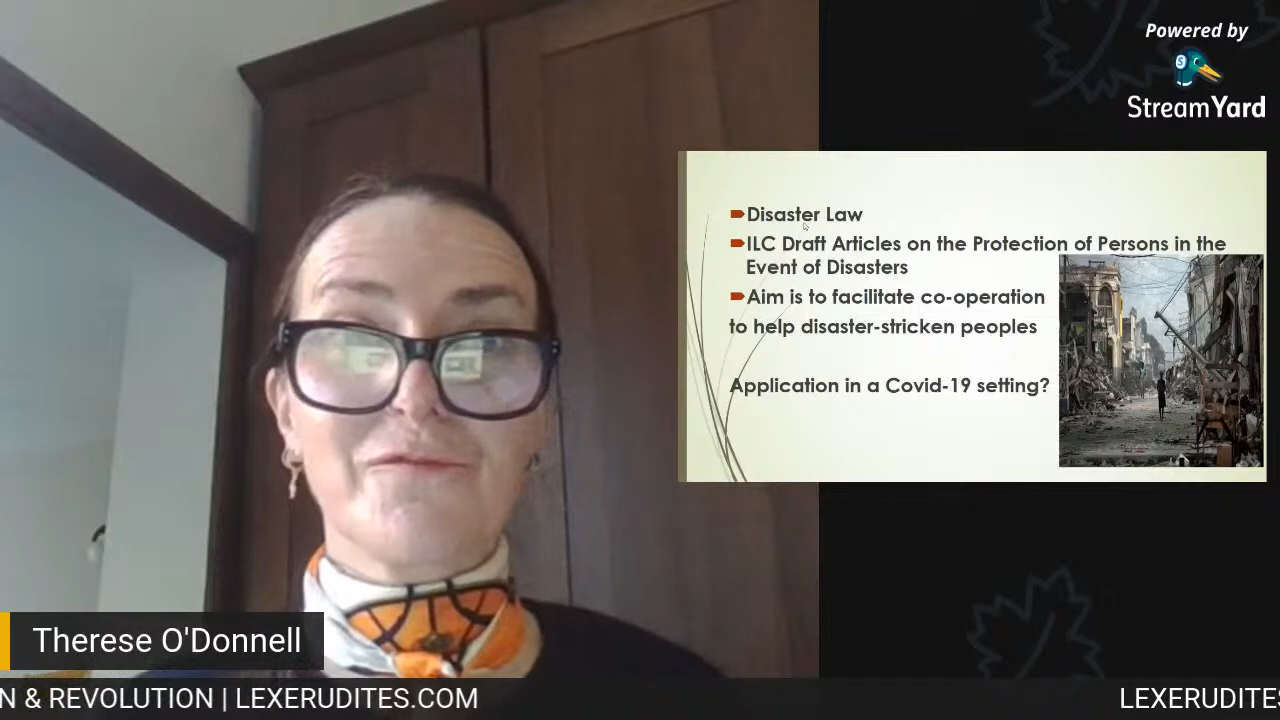 Powered by
StreamYard
Disaster Law
ILC Draft Articles on the Protection of Persons in the
Event of Disasters
Aim is to facilitate co-operation
to help disaster-stricken peoples
Application in a Covid-19 setting?
Therese O'Donnell
N & REVOLUTION | LEXERUDITES.COM
LEXERUDITES